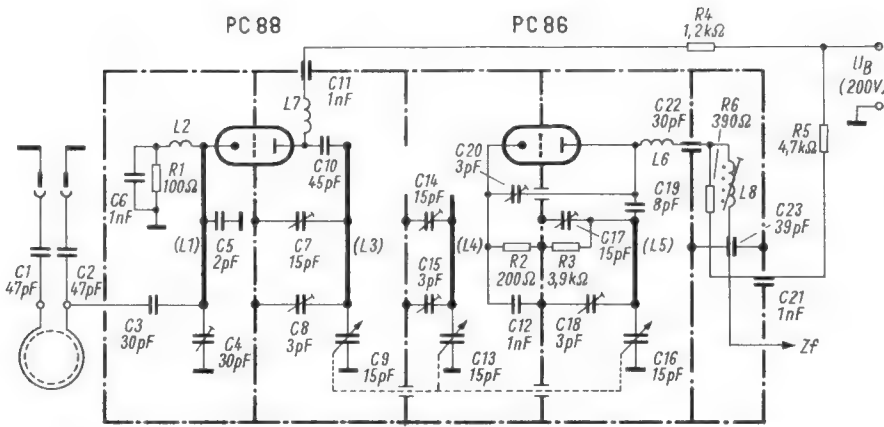 PC 88
PC 86
R4
1,2kΩ
UB
(200V)
C11
1nF
L7
C22
30pF
R6
390Ω
R5
4,7kΩ
L2
R1
100Ω
C6
1nF
C10
45pF
C20
3pF
L6
L8
C19
8pF
C23
39pF
C14
15pF
(L1)
C5
2pF
C7
15pF
(L3)
(L4)
C17
15pF
(L5)
C1
47pF
C2
47pF
C15
3pF
R2
200Ω
R3
3,9kΩ
C21
1nF
C3
30pF
C4
30pF
C8
3pF
C9
15pF
C13
15pF
C12
1nF
C18
3pF
C16
15pF
Zf